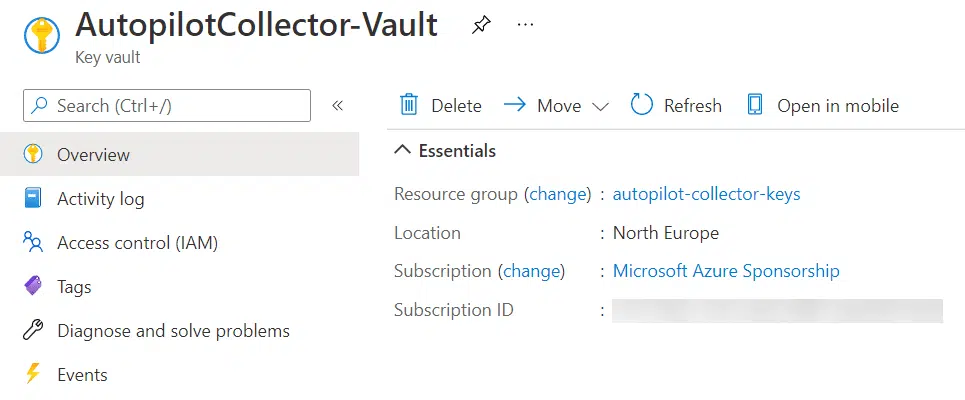 AutopilotCollector-Vault
Key vault
Search (Ctrl+/)
Delete Move Refresh Open in mobile
Overview
Activity log
Access control (IAM)
Tags
Diagnose and solve problems
Events
Essentials
Resource group (change) : autopilot-collector-keys
Location : North Europe
Subscription (change) : Microsoft Azure Sponsorship
Subscription ID :